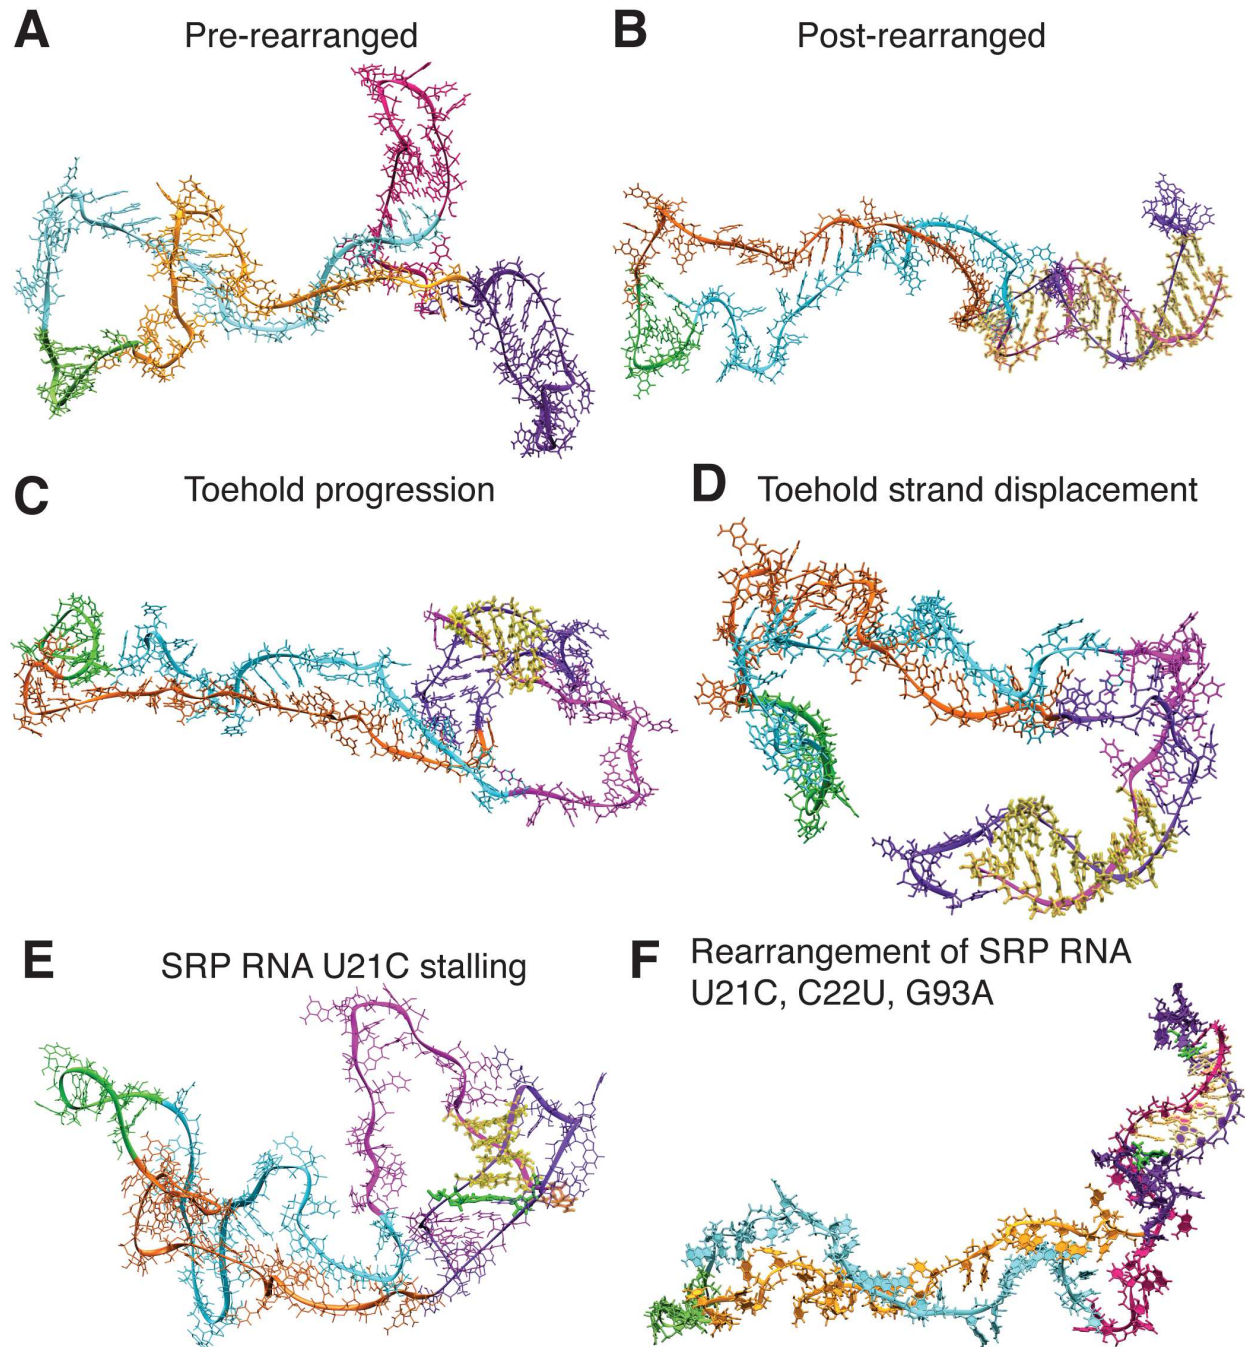 A Pre-rearranged
B Post-rearranged
C Toehold progression
D Toehold strand displacement
E SRP RNA U21C stalling
F Rearrangement of SRP RNA
U21C, C22U, G93A